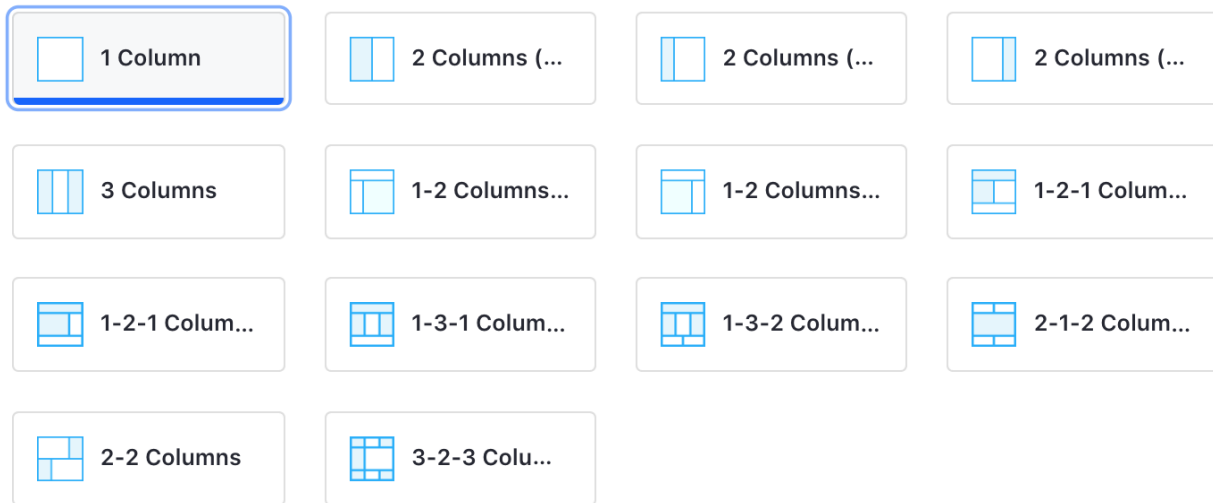 1 Column
2 Columns (...
2 Columns (...
2 Columns (...
3 Columns
1-2 Columns...
1-2 Columns...
1-2-1 Colum...
1-2-1 Colum...
1-3-1 Colum...
1-3-2 Colum...
2-1-2 Colum...
2-2 Columns
3-2-3 Colu...